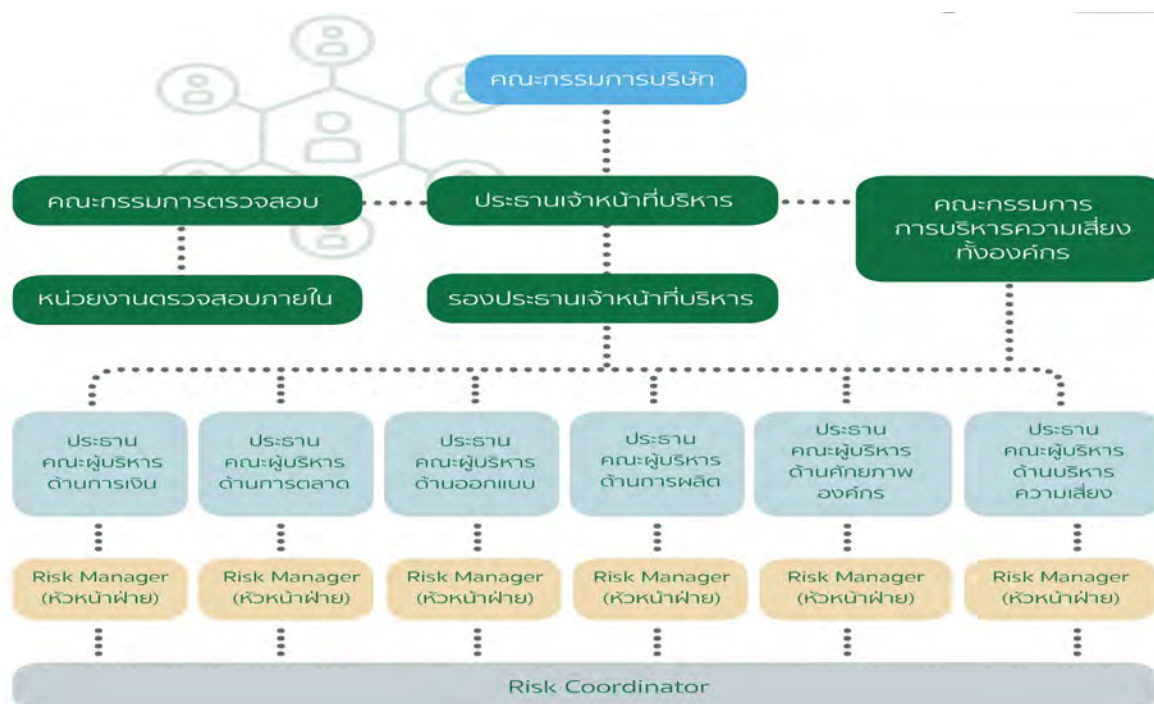 คณะกรรมการบริษัท
คณะกรรมการตรวจสอบ
ประธานเจ้าหน้าที่บริหาร
คณะกรรมการ
การบริหารความเสี่ยง
ทั้งองค์กร
หน่วยงานตรวจสอบภายใน
รองประธานเจ้าหน้าที่บริหาร
ประธาน
คณะผู้บริหาร
ด้านการเงิน
ประธาน
คณะผู้บริหาร
ด้านการตลาด
ประธาน
คณะผู้บริหาร
ด้านออกแบบ
ประธาน
คณะผู้บริหาร
ด้านการผลิต
ประธาน
คณะผู้บริหาร
ด้านศักยภาพ
องค์กร
ประธาน
คณะผู้บริหาร
ด้านบริหาร
ความเสี่ยง
Risk Manager
(หัวหน้าฝ่าย)
Risk Manager
(หัวหน้าฝ่าย)
Risk Manager
(หัวหน้าฝ่าย)
Risk Manager
(หัวหน้าฝ่าย)
Risk Manager
(หัวหน้าฝ่าย)
Risk Manager
(หัวหน้าฝ่าย)
Risk Coordinator